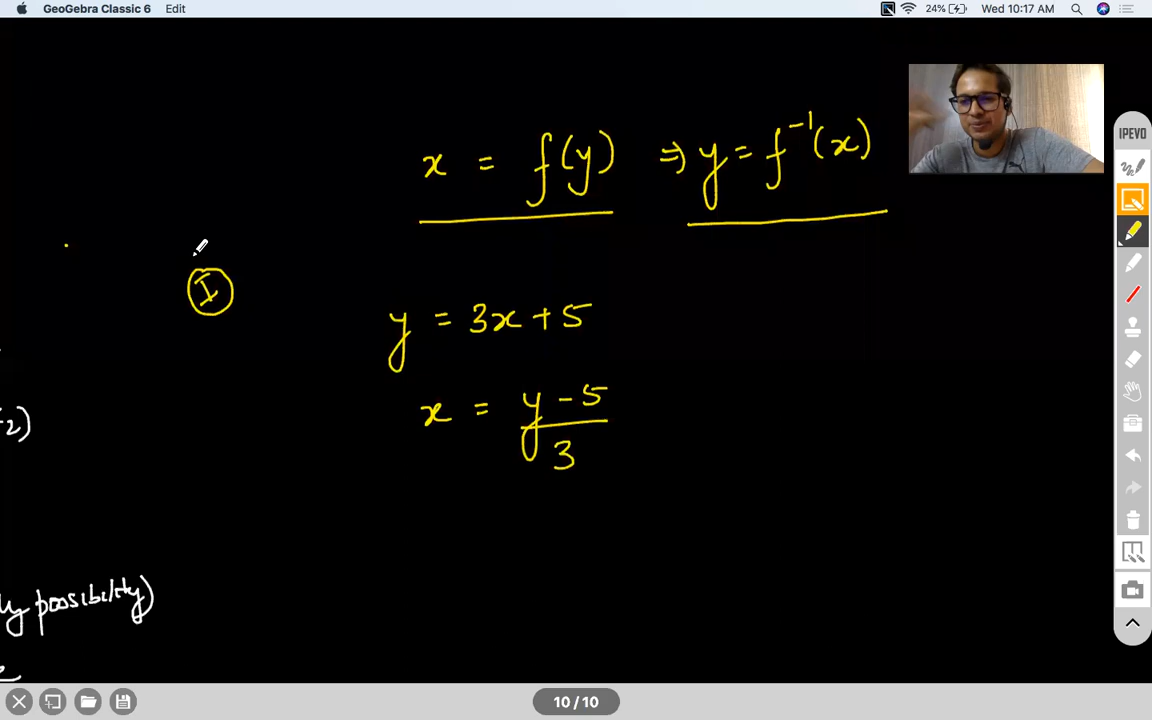 GeoGebra Classic 6 Edit 24% Wed 10:17 AM
x = f(y) ⇒ y = f⁻¹(x)
IPEVO
I
y = 3x + 5
x = y - 5
3
2)
possibility)
10 / 10